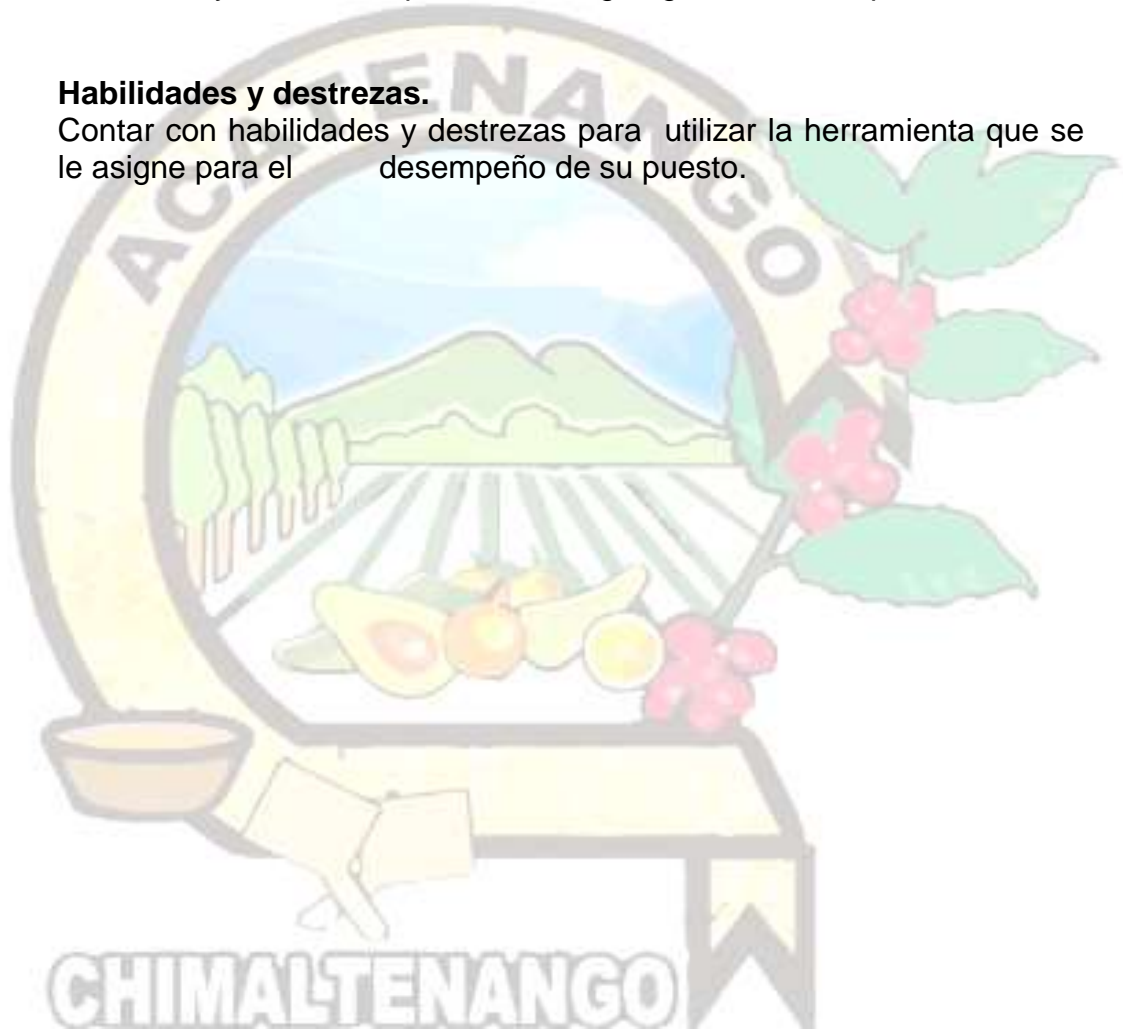 Habilidades y destrezas.
Contar con habilidades y destrezas para utilizar la herramienta que se
le asigne para el desempeño de su puesto.
ACATENANGO
CHIMALTENANGO